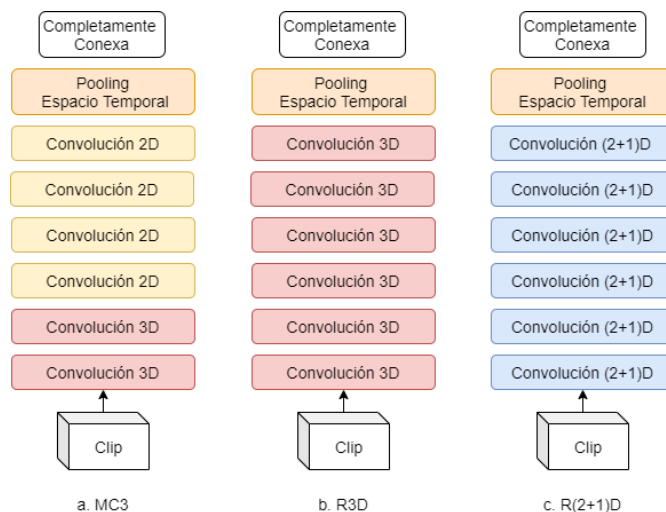 Completamente
Conexa
Pooling
Espacio Temporal
Convolución 2D
Convolución 2D
Convolución 2D
Convolución 2D
Convolución 3D
Convolución 3D
Clip
a. MC3
Completamente
Conexa
Pooling
Espacio Temporal
Convolución 3D
Convolución 3D
Convolución 3D
Convolución 3D
Convolución 3D
Convolución 3D
Clip
b. R3D
Completamente
Conexa
Pooling
Espacio Temporal
Convolución (2+1)D
Convolución (2+1)D
Convolución (2+1)D
Convolución (2+1)D
Convolución (2+1)D
Convolución (2+1)D
Clip
c. R(2+1)D